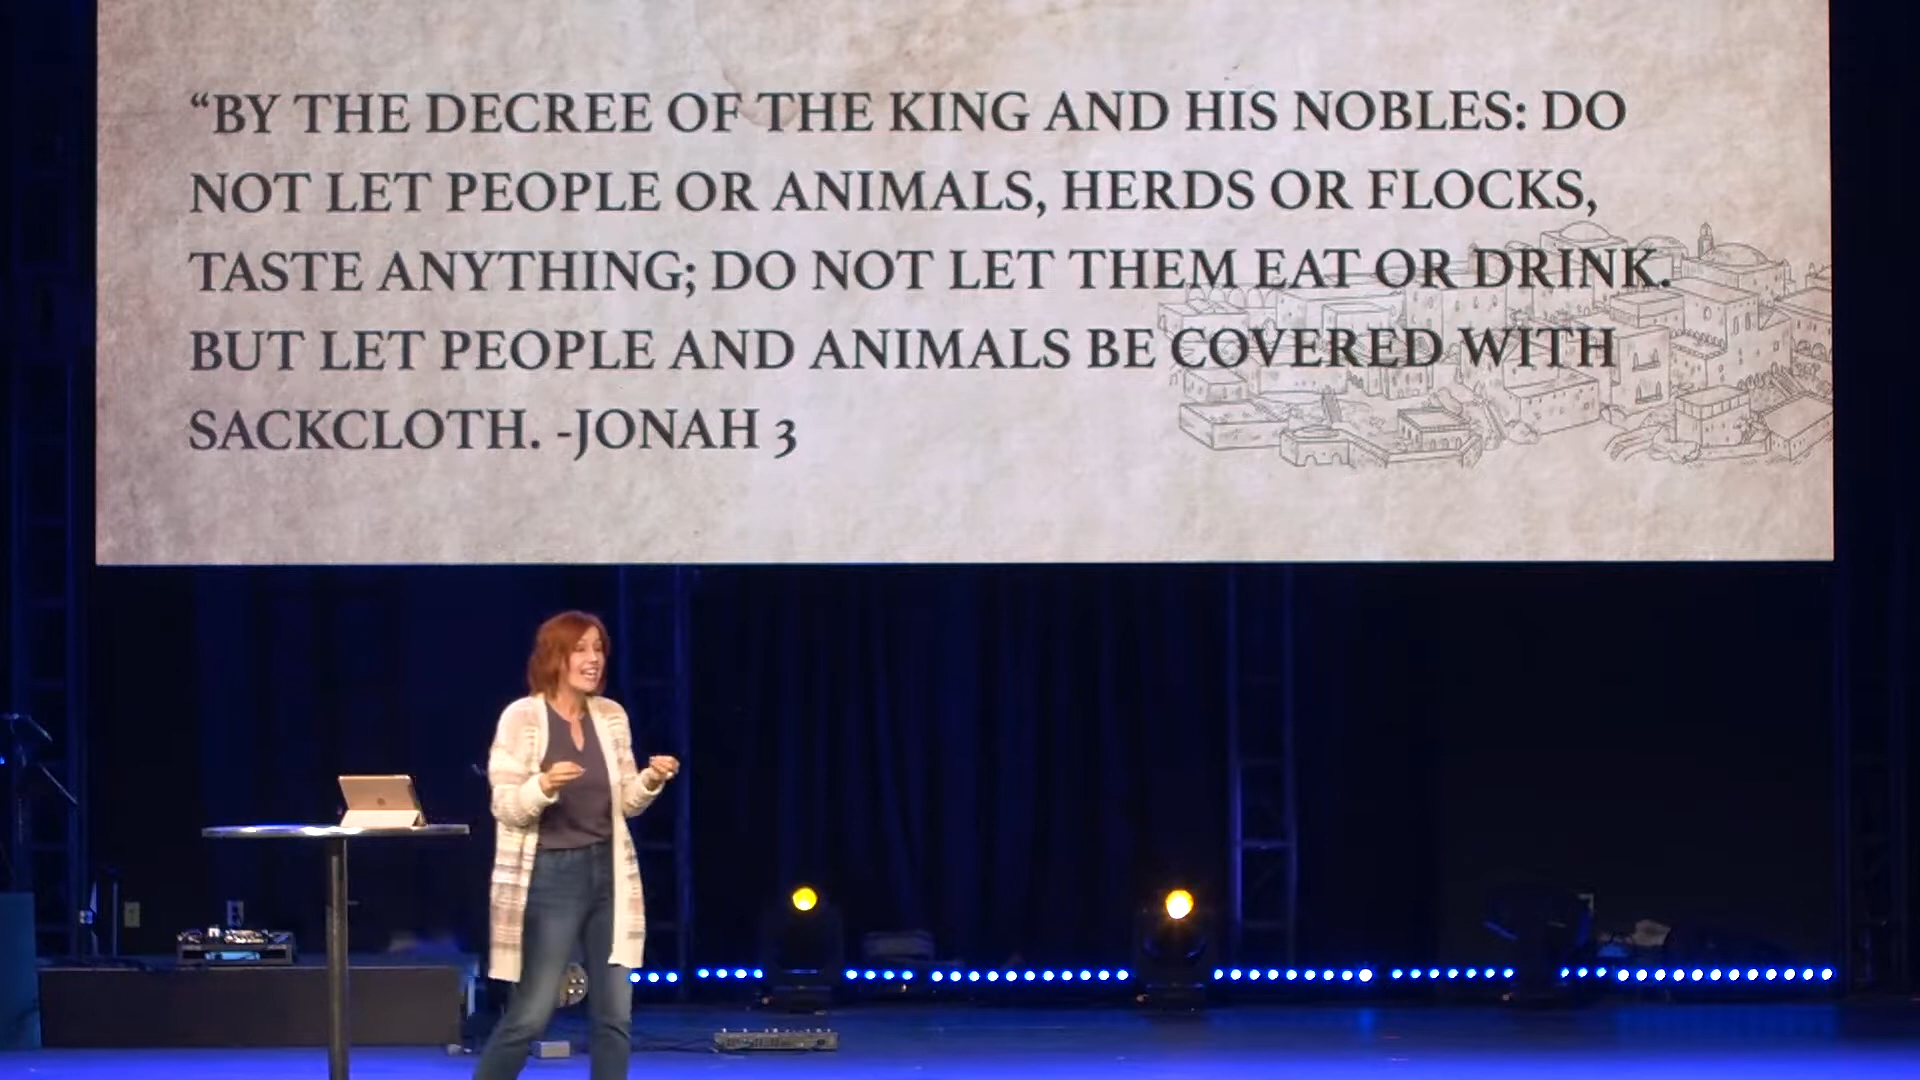 “BY THE DECREE OF THE KING AND HIS NOBLES: DO
NOT LET PEOPLE OR ANIMALS, HERDS OR FLOCKS,
TASTE ANYTHING; DO NOT LET THEM EAT OR DRINK.
BUT LET PEOPLE AND ANIMALS BE COVERED WITH
SACKCLOTH. -JONAH 3